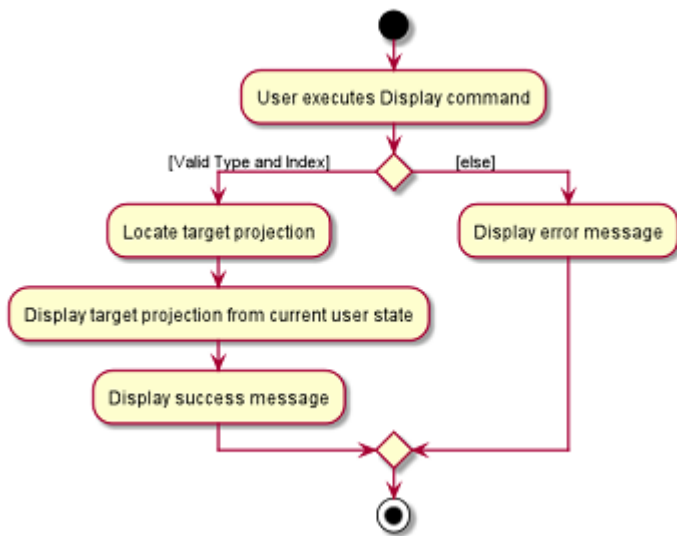 User executes Display command
[Valid Type and Index]
[else]
Locate target projection
Display error message
Display target projection from current user state
Display success message